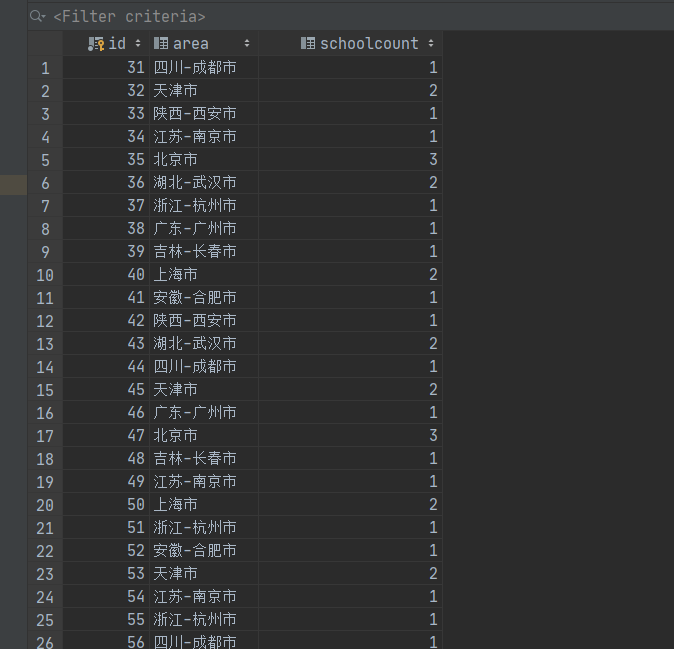 <Filter criteria>
id area schoolcount
1 31 四川-成都市 1
2 32 天津市 2
3 33 陕西-西安市 1
4 34 江苏-南京市 1
5 35 北京市 3
6 36 湖北-武汉市 2
7 37 浙江-杭州市 1
8 38 广东-广州市 1
9 39 吉林-长春市 1
10 40 上海市 2
11 41 安徽-合肥市 1
12 42 陕西-西安市 1
13 43 湖北-武汉市 2
14 44 四川-成都市 1
15 45 天津市 2
16 46 广东-广州市 1
17 47 北京市 3
18 48 吉林-长春市 1
19 49 江苏-南京市 1
20 50 上海市 2
21 51 浙江-杭州市 1
22 52 安徽-合肥市 1
23 53 天津市 2
24 54 江苏-南京市 1
25 55 浙江-杭州市 1
26 56 四川-成都市 1